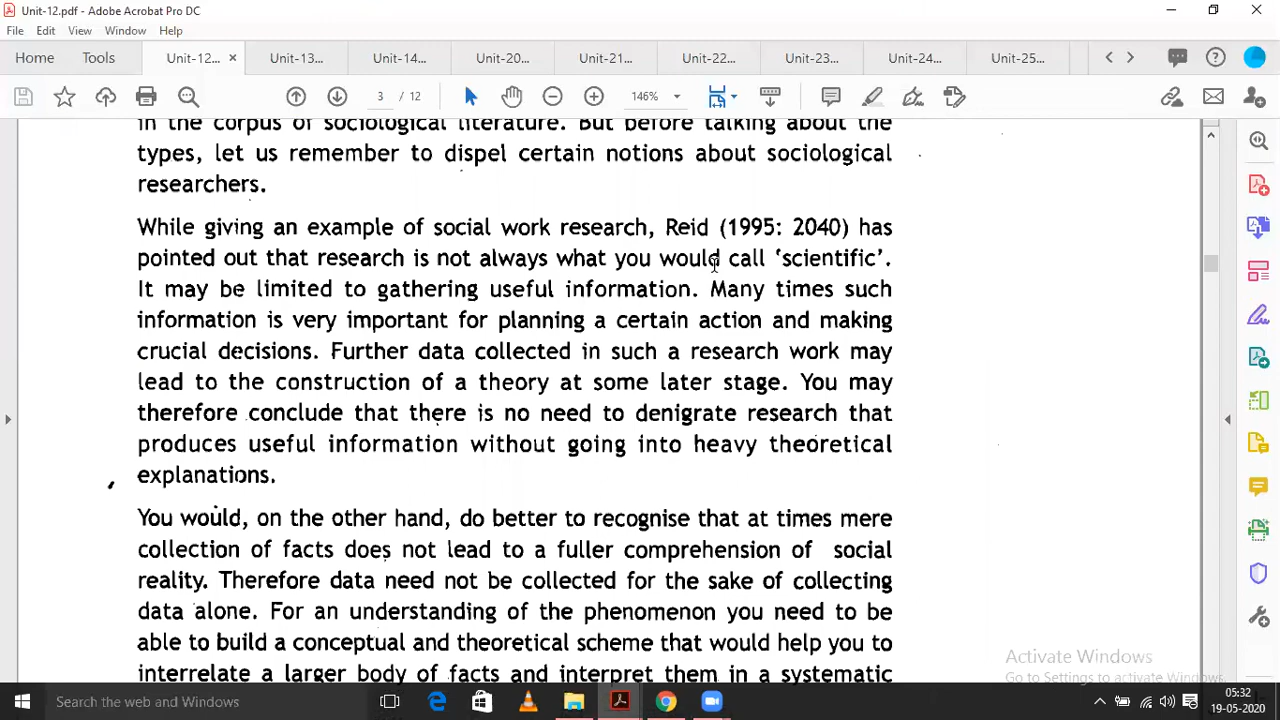 Unit-12.pdf - Adobe Acrobat Pro DC
File Edit View Window Help
Home Tools Unit-12... × Unit-13... Unit-14... Unit-20... Unit-21... Unit-22... Unit-23... Unit-24... Unit-25...
3 / 12 146%
in the corpus of sociological literature. But before talking about the
types, let us remember to dispel certain notions about sociological
researchers.
While giving an example of social work research, Reid (1995: 2040) has
pointed out that research is not always what you would call ‘scientific’.
It may be limited to gathering useful information. Many times such
information is very important for planning a certain action and making
crucial decisions. Further data collected in such a research work may
lead to the construction of a theory at some later stage. You may
therefore conclude that there is no need to denigrate research that
produces useful information without going into heavy theoretical
explanations.
You would, on the other hand, do better to recognise that at times mere
collection of facts does not lead to a fuller comprehension of social
reality. Therefore data need not be collected for the sake of collecting
data alone. For an understanding of the phenomenon you need to be
able to build a conceptual and theoretical scheme that would help you to
interrelate a larger body of facts and interpret them in a systematic
Activate Windows
Go to Settings to activate Windows.
Search the web and Windows
05:32
19-05-2020